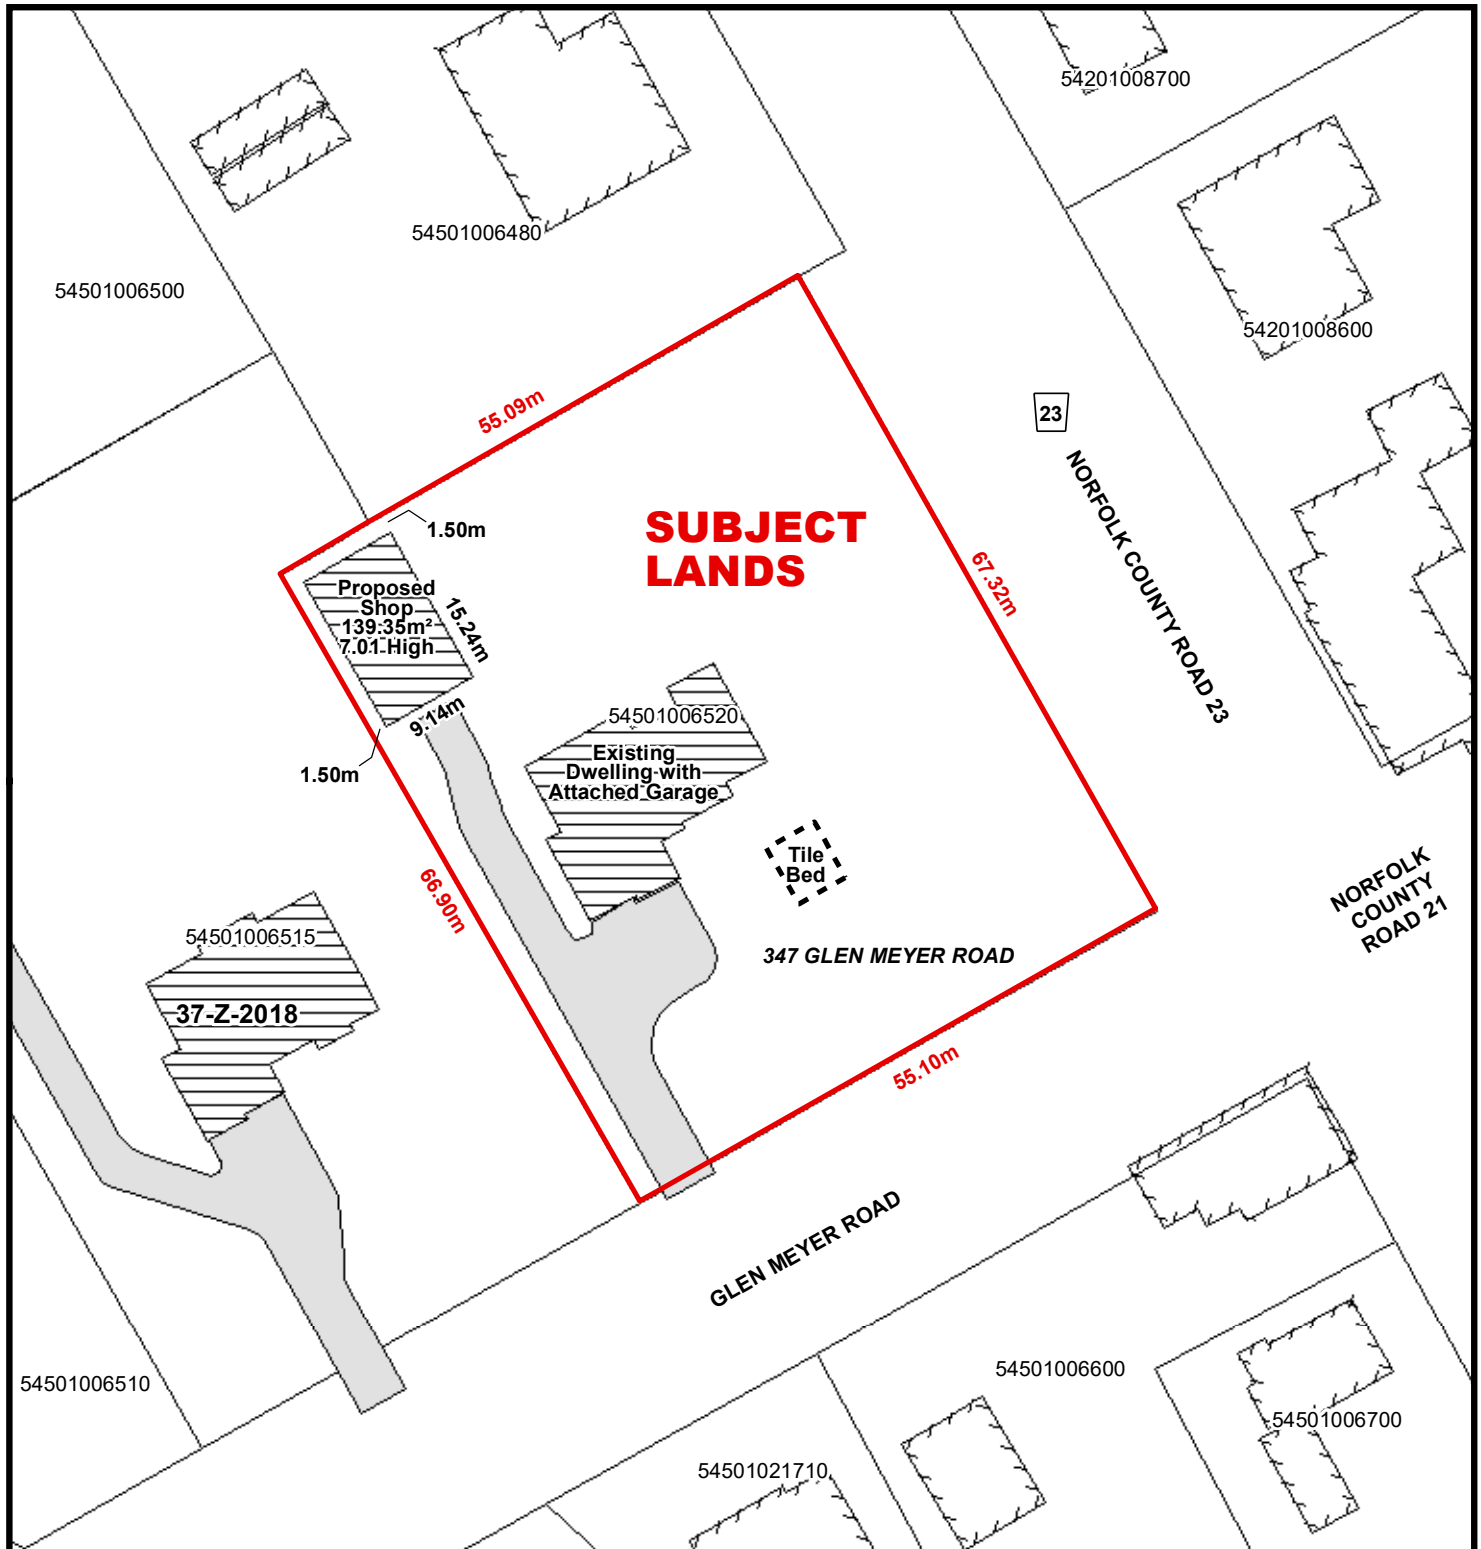 54201008700
54501006480
54501006500
54201008600
55.09m
23
NORFOLK COUNTY ROAD 23
1.50m
SUBJECT
LANDS
67.32m
Proposed
Shop
139.35m²
7.01 High
15.24m
9.14m
1.50m
54501006520
Existing
Dwelling with
Attached Garage
Tile
Bed
66.90m
NORFOLK
COUNTY
ROAD 21
54501006515
37-Z-2018
347 GLEN MEYER ROAD
55.10m
GLEN MEYER ROAD
54501006510
54501006600
54501006700
54501021710